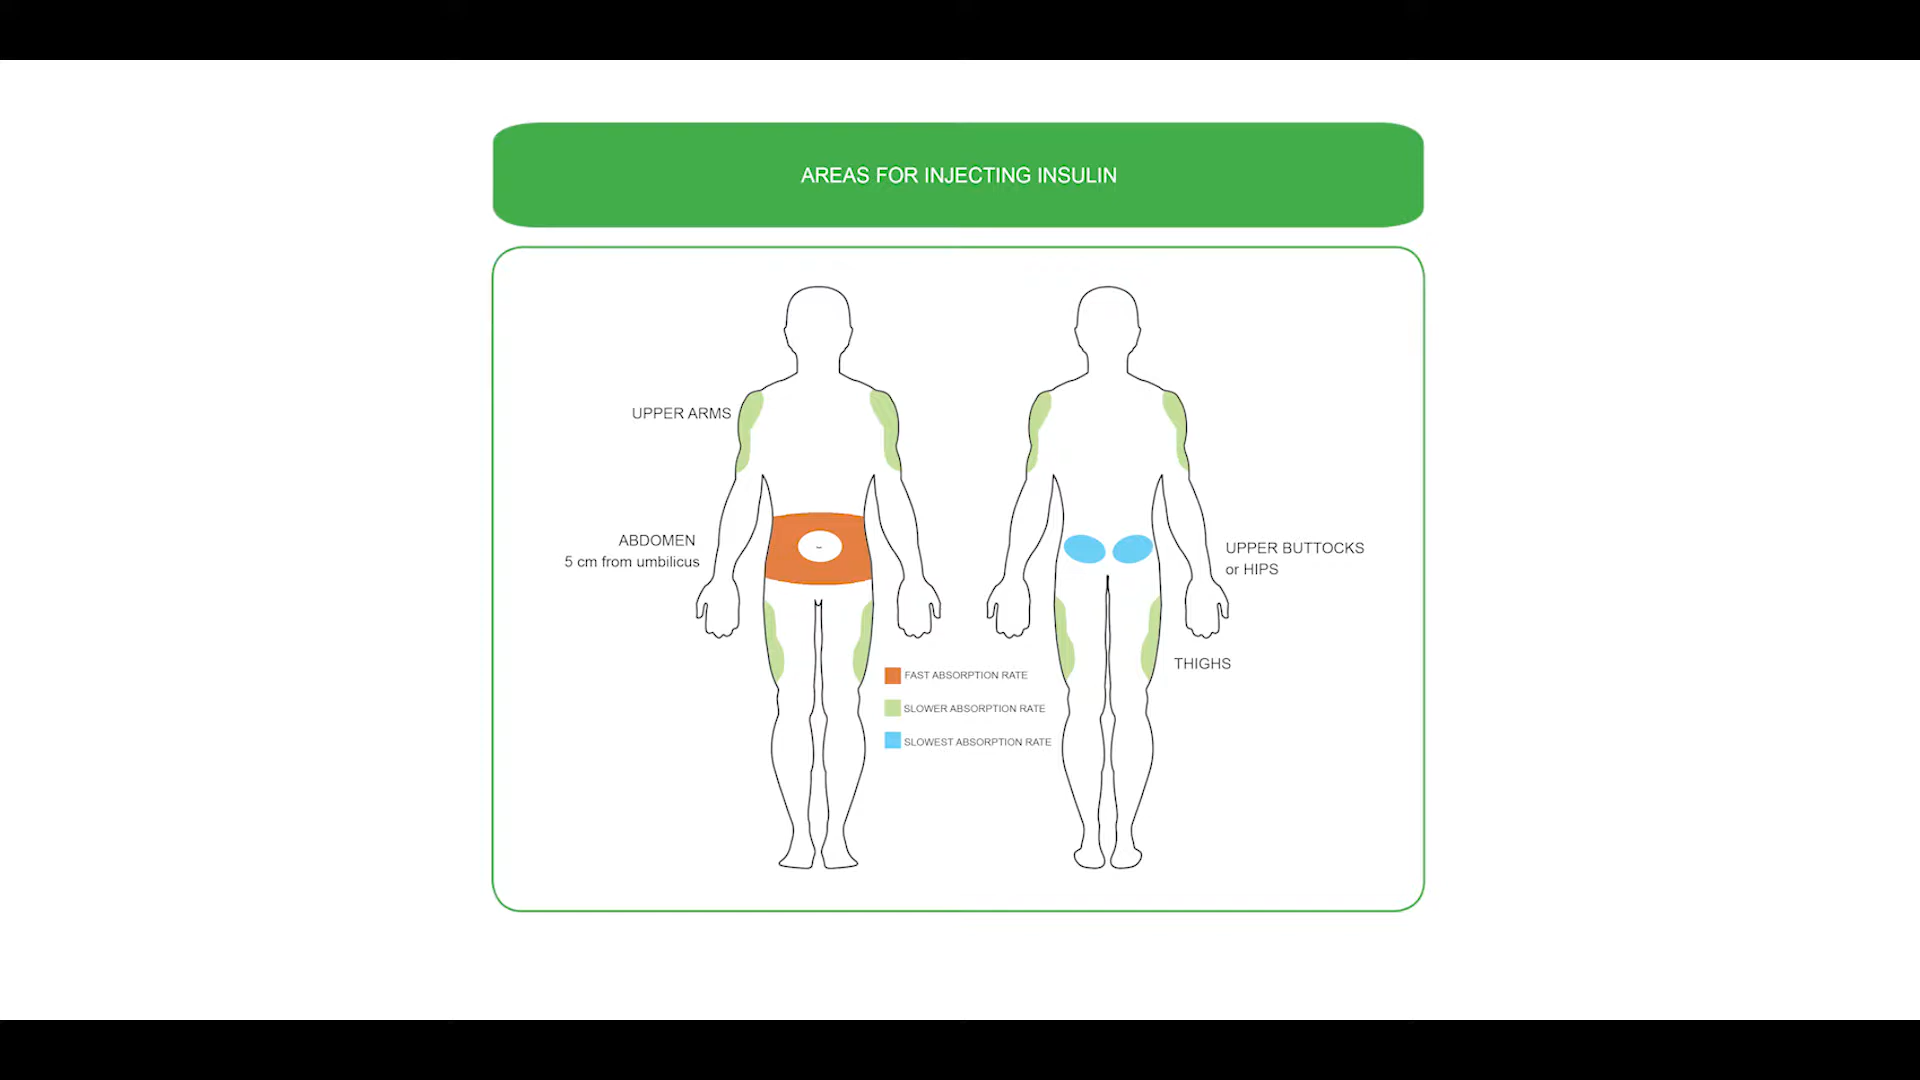 AREAS FOR INJECTING INSULIN
UPPER ARMS
ABDOMEN
5 cm from umbilicus
UPPER BUTTOCKS
or HIPS
THIGHS
FAST ABSORPTION RATE
SLOWER ABSORPTION RATE
SLOWEST ABSORPTION RATE